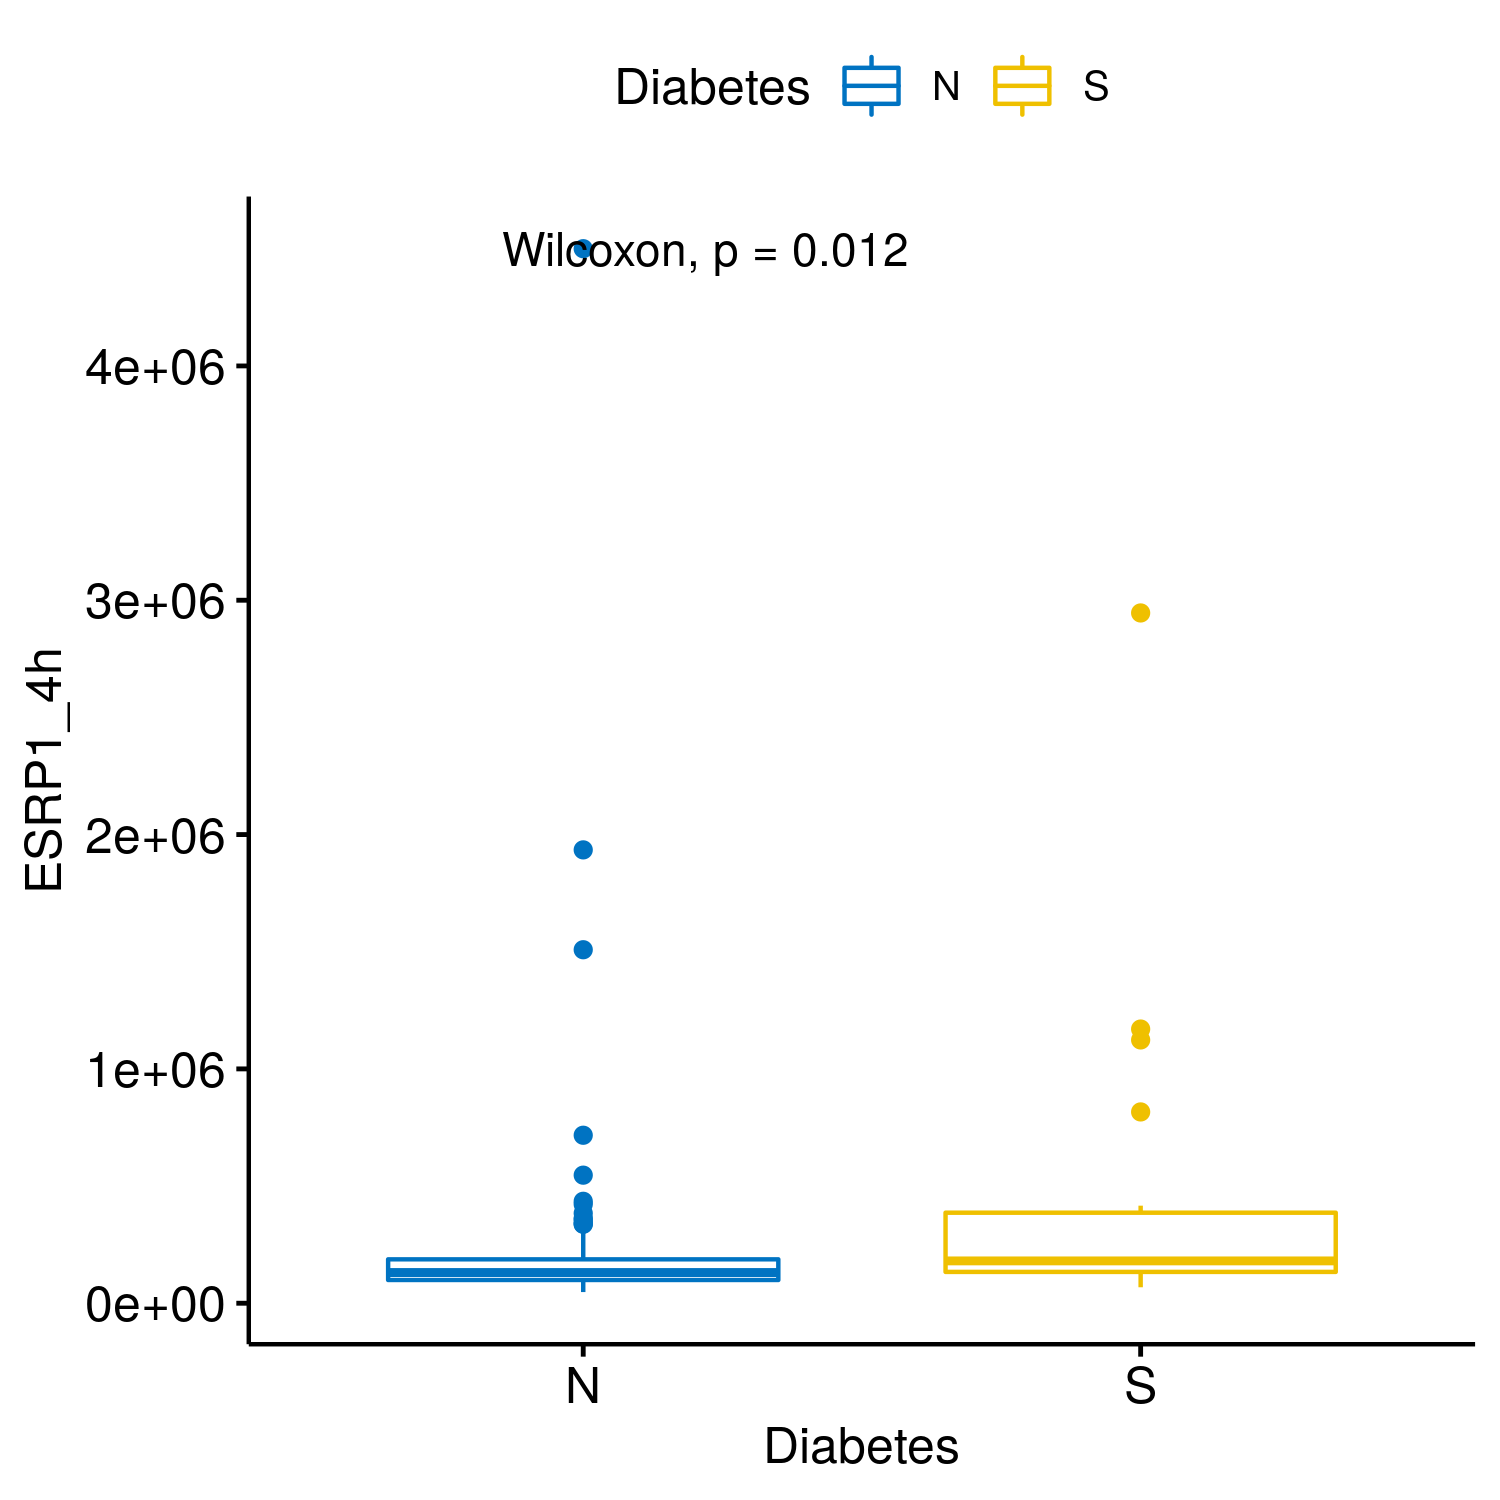 Diabetes N S
Wilcoxon, p = 0.012
4e+06
3e+06
2e+06
1e+06
0e+00
ESRP1_4h
N S
Diabetes